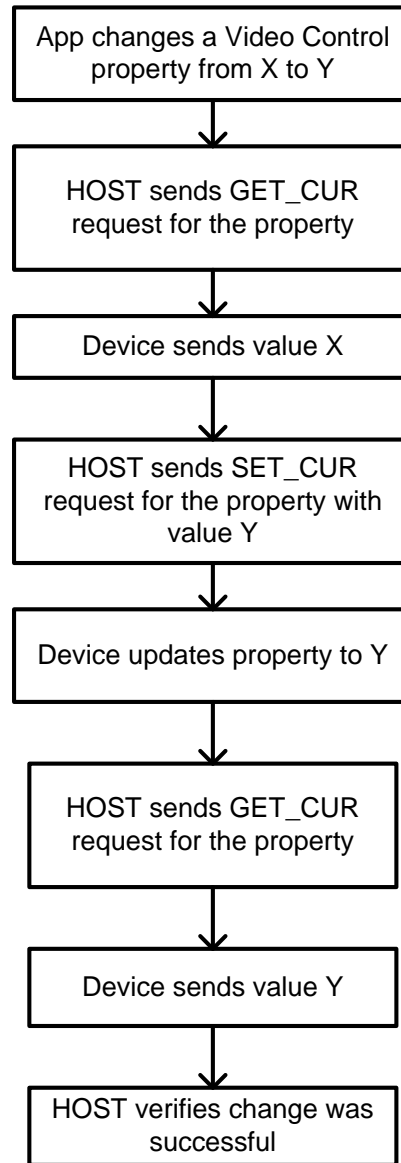 App changes a Video Control
property from X to Y
HOST sends GET_CUR
request for the property
Device sends value X
HOST sends SET_CUR
request for the property with
value Y
Device updates property to Y
HOST sends GET_CUR
request for the property
Device sends value Y
HOST verifies change was
successful